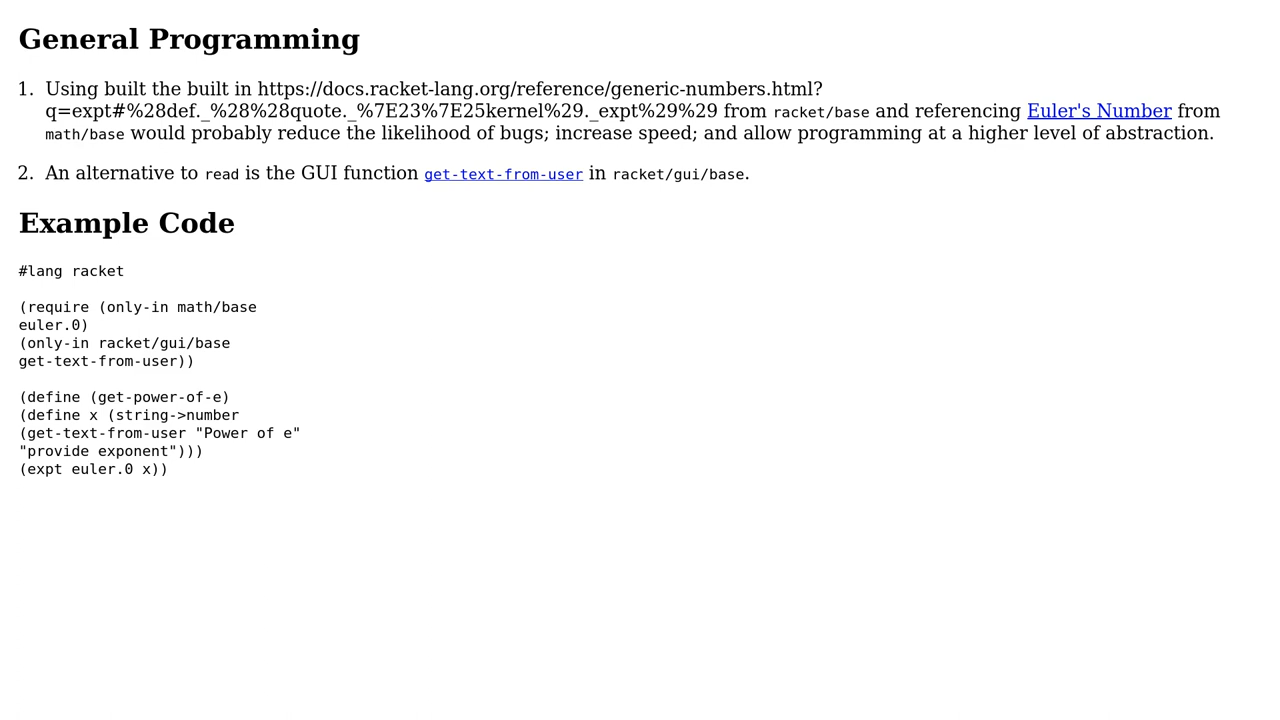 General Programming
1. Using built the built in https://docs.racket-lang.org/reference/generic-numbers.html?
q=expt#%28def._%28%28quote._%7E23%7E25kernel%29._expt%29%29 from racket/base and referencing Euler's Number from
math/base would probably reduce the likelihood of bugs; increase speed; and allow programming at a higher level of abstraction.
2. An alternative to read is the GUI function get-text-from-user in racket/gui/base.
Example Code
#lang racket
(require (only-in math/base
euler.0)
(only-in racket/gui/base
get-text-from-user))
(define (get-power-of-e)
(define x (string->number
(get-text-from-user "Power of e"
"provide exponent")))
(expt euler.0 x))